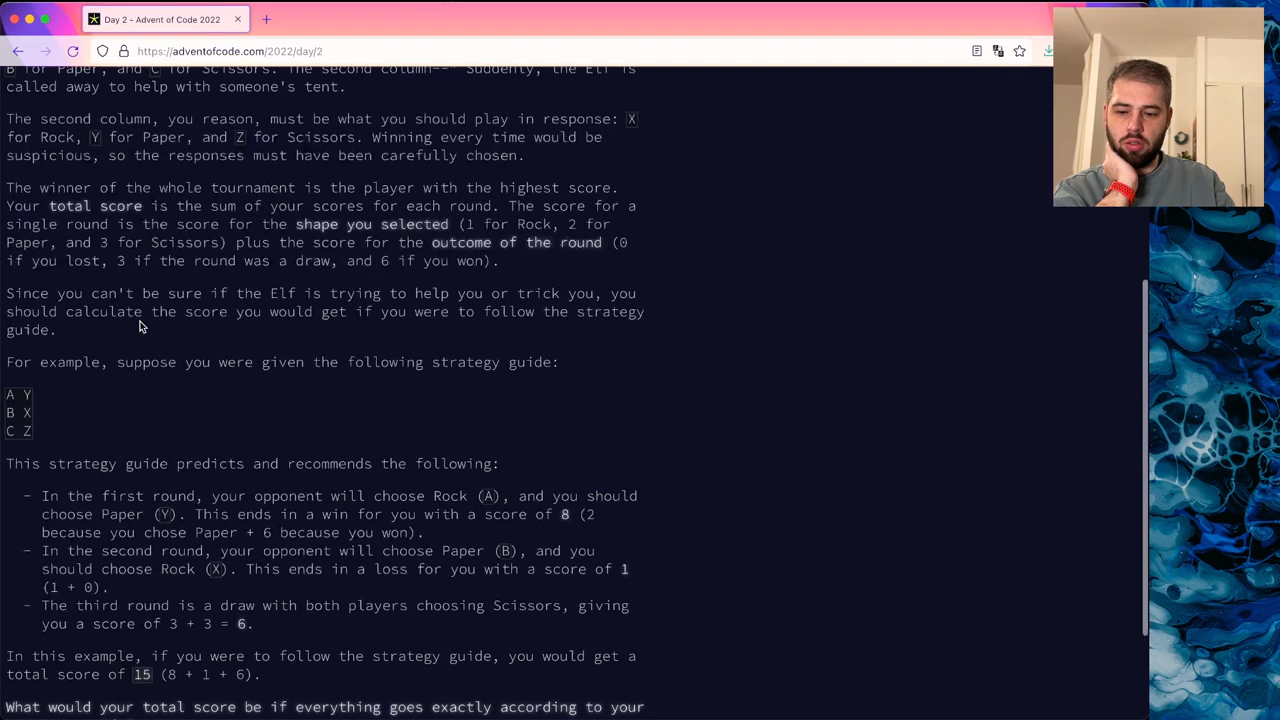 Day 2 - Advent of Code 2022
https://adventofcode.com/2022/day/2
B for Paper, and C for Scissors. The second column--" Suddenly, the Elf is
called away to help with someone's tent.
The second column, you reason, must be what you should play in response: X
for Rock, Y for Paper, and Z for Scissors. Winning every time would be
suspicious, so the responses must have been carefully chosen.
The winner of the whole tournament is the player with the highest score.
Your total score is the sum of your scores for each round. The score for a
single round is the score for the shape you selected (1 for Rock, 2 for
Paper, and 3 for Scissors) plus the score for the outcome of the round (0
if you lost, 3 if the round was a draw, and 6 if you won).
Since you can't be sure if the Elf is trying to help you or trick you, you
should calculate the score you would get if you were to follow the strategy
guide.
For example, suppose you were given the following strategy guide:
A Y
B X
C Z
This strategy guide predicts and recommends the following:
- In the first round, your opponent will choose Rock (A), and you should
choose Paper (Y). This ends in a win for you with a score of 8 (2
because you chose Paper + 6 because you won).
- In the second round, your opponent will choose Paper (B), and you
should choose Rock (X). This ends in a loss for you with a score of 1
(1 + 0).
- The third round is a draw with both players choosing Scissors, giving
you a score of 3 + 3 = 6.
In this example, if you were to follow the strategy guide, you would get a
total score of 15 (8 + 1 + 6).
What would your total score be if everything goes exactly according to your